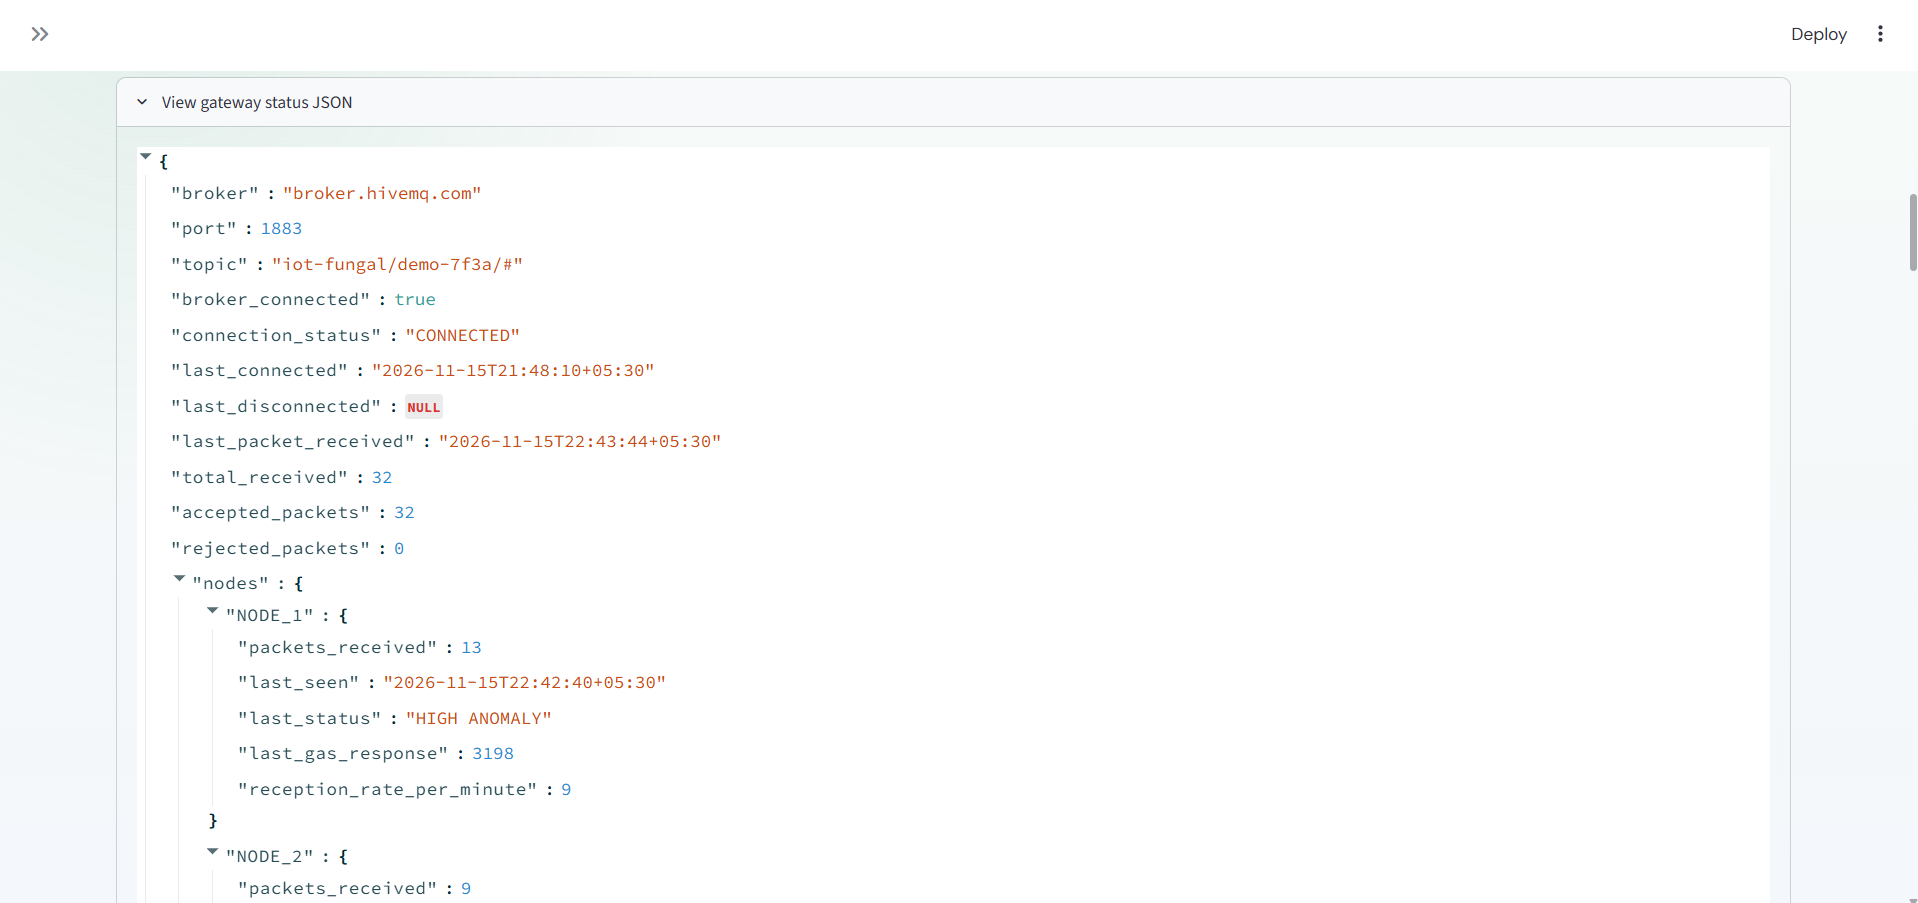 Deploy
View gateway status JSON
{
"broker" : "broker.hivemq.com"
"port" : 1883
"topic" : "iot-fungal/demo-7f3a/#"
"broker_connected" : true
"connection_status" : "CONNECTED"
"last_connected" : "2026-11-15T21:48:10+05:30"
"last_disconnected" : NULL
"last_packet_received" : "2026-11-15T22:43:44+05:30"
"total_received" : 32
"accepted_packets" : 32
"rejected_packets" : 0
"nodes" : {
"NODE_1" : {
"packets_received" : 13
"last_seen" : "2026-11-15T22:42:40+05:30"
"last_status" : "HIGH ANOMALY"
"last_gas_response" : 3198
"reception_rate_per_minute" : 9
}
"NODE_2" : {
"packets_received" : 9